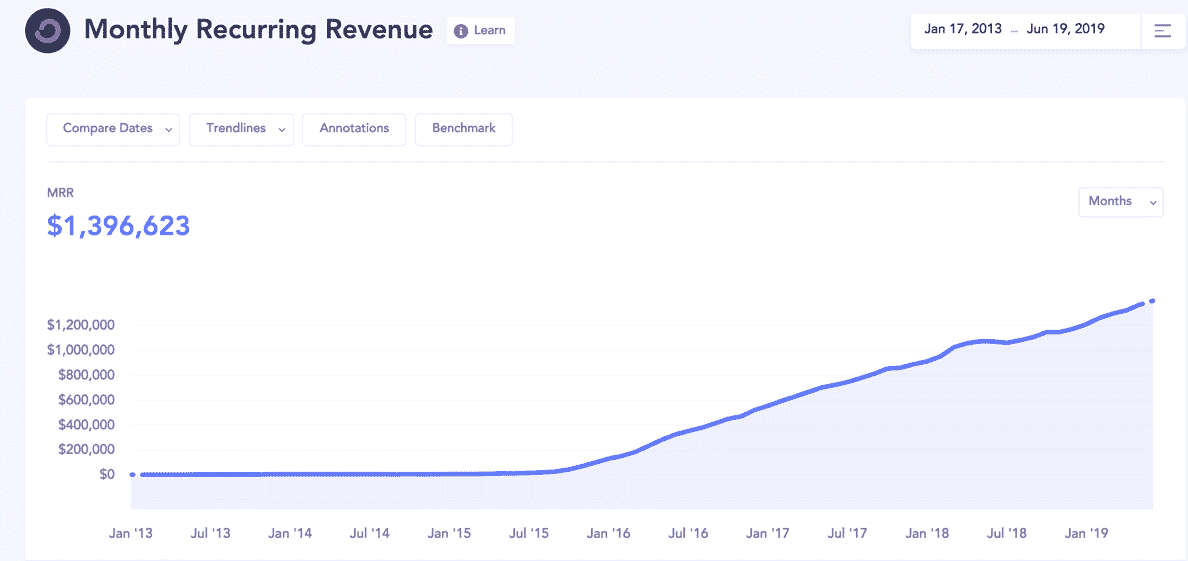 Monthly Recurring Revenue
Learn
Jan 17, 2013 – Jun 19, 2019
Compare Dates
Trendlines
Annotations
Benchmark
MRR
$1,396,623
Months
$1,200,000
$1,000,000
$800,000
$600,000
$400,000
$200,000
$0
Jan '13 Jul '13 Jan '14 Jul '14 Jan '15 Jul '15 Jan '16 Jul '16 Jan '17 Jul '17 Jan '18 Jul '18 Jan '19